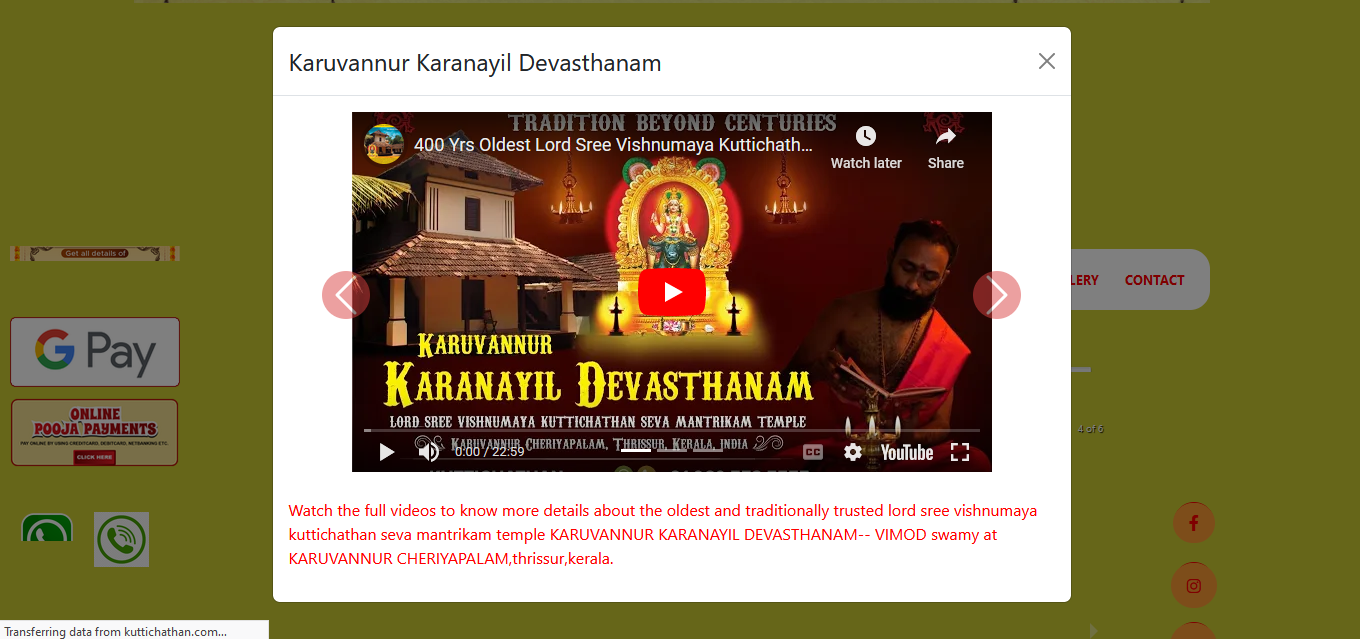 Karuvannur Karanayil Devasthanam
TRADITION BEYOND CENTURIES
400 Yrs Oldest Lord Sree Vishnumaya Kuttichath...
Watch later
Share
Get all details of
LERY
CONTACT
G Pay
KARUVANNUR
KARANAYIL DEVASTHANAM
LORD SREE VISHNUMAYA KUTTICHATHAN SEVA MANTRIKAM TEMPLE
KARUVANNUR CHERIYAPALAM, THRISSUR, KERALA, INDIA
0:00 / 22:59
CC
YouTube
ONLINE
POOJA PAYMENTS
PAY ONLINE BY USING CREDITCARD, DEBITCARD, NETBANKING ETC.
CLICK HERE
4 of 6
Watch the full videos to know more details about the oldest and traditionally trusted lord sree vishnumaya
kuttichathan seva mantrikam temple KARUVANNUR KARANAYIL DEVASTHANAM-- VIMOD swamy at
KARUVANNUR CHERIYAPALAM,thrissur,kerala.
Transferring data from kuttichathan.com...